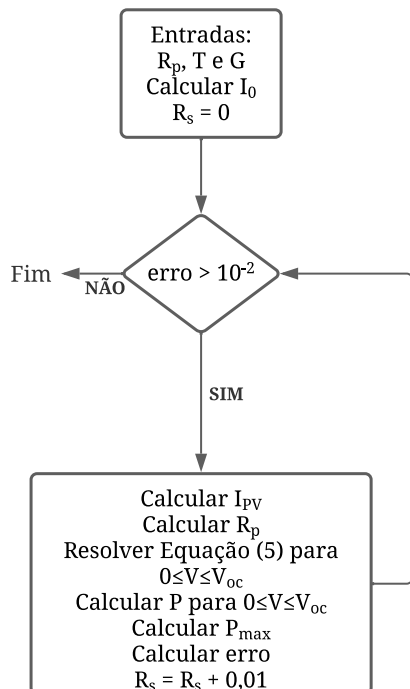 Entradas:
Rp, T e G
Calcular I0
Rs = 0
erro > 10-2
Fim
NÃO
SIM
Calcular IPV
Calcular Rp
Resolver Equação (5) para
0≤V≤Voc
Calcular P para 0≤V≤Voc
Calcular Pmax
Calcular erro
Rs = Rs + 0,01